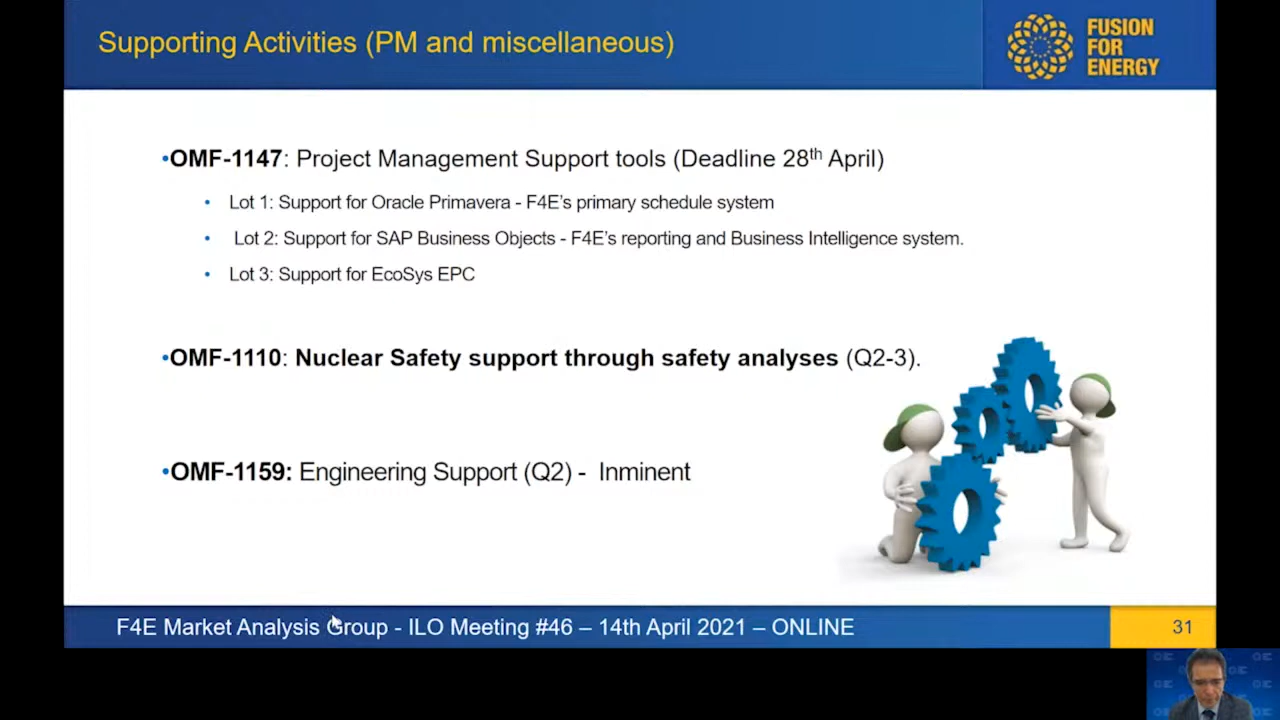 Supporting Activities (PM and miscellaneous)
FUSION
FOR
ENERGY
•OMF-1147: Project Management Support tools (Deadline 28th April)
• Lot 1: Support for Oracle Primavera - F4E's primary schedule system
• Lot 2: Support for SAP Business Objects - F4E's reporting and Business Intelligence system.
• Lot 3: Support for EcoSys EPC
•OMF-1110: Nuclear Safety support through safety analyses (Q2-3).
•OMF-1159: Engineering Support (Q2) - Inminent
F4E Market Analysis Group - ILO Meeting #46 – 14th April 2021 – ONLINE
31